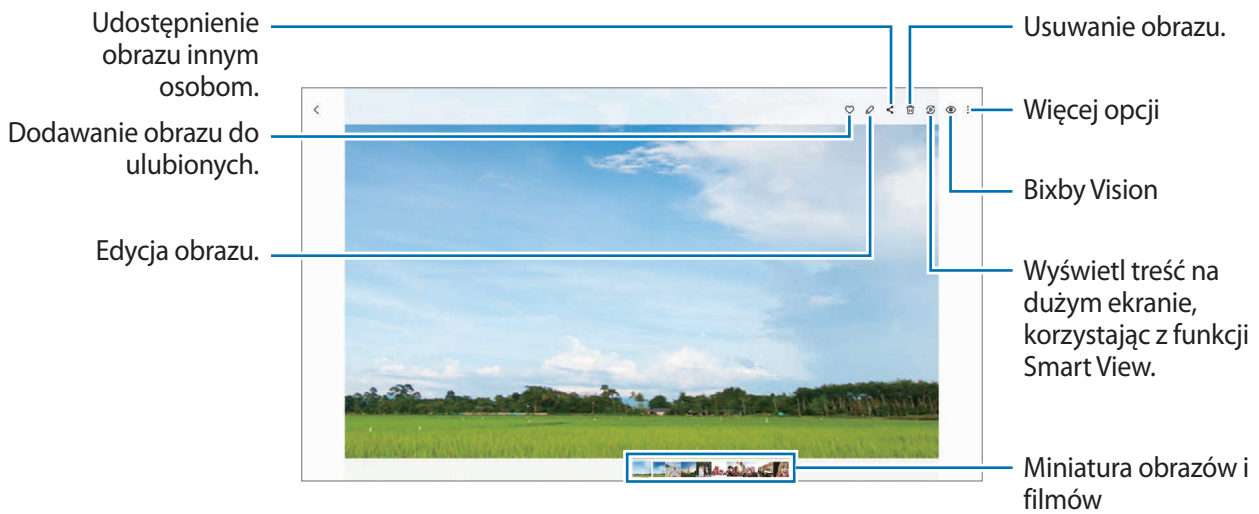 Udostępnienie
obrazu innym
osobom.
Dodawanie obrazu do
ulubionych.
Edycja obrazu.
Usuwanie obrazu.
Więcej opcji
Bixby Vision
Wyświetl treść na
dużym ekranie,
korzystając z funkcji
Smart View.
Miniatura obrazów i
filmów